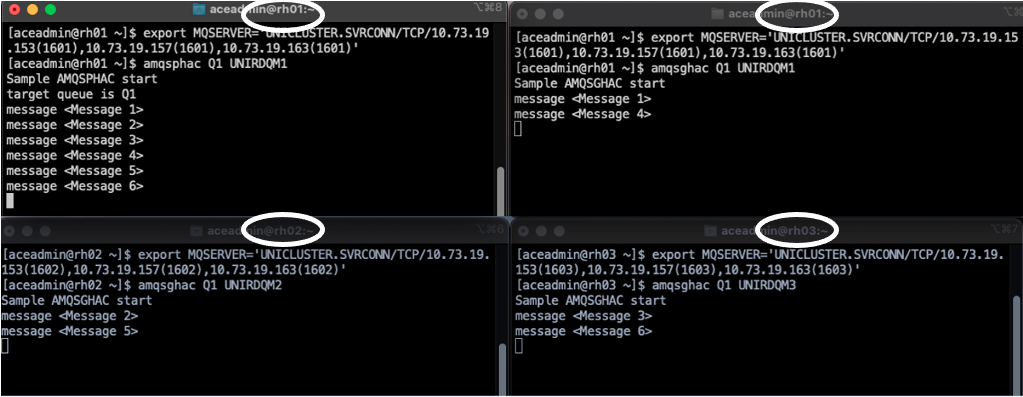 aceadmin@rh01:~ ⌥⌘8
[aceadmin@rh01 ~]$ export MQSERVER='UNICLUSTER.SVRCONN/TCP/10.73.19
.153(1601),10.73.19.157(1601),10.73.19.163(1601)'
[aceadmin@rh01 ~]$ amqsphac Q1 UNIRDQM1
Sample AMQSPHAC start
target queue is Q1
message <Message 1>
message <Message 2>
message <Message 3>
message <Message 4>
message <Message 5>
message <Message 6>
aceadmin@rh01:~
[aceadmin@rh01 ~]$ export MQSERVER='UNICLUSTER.SVRCONN/TCP/10.73.19.15
3(1601),10.73.19.157(1601),10.73.19.163(1601)'
[aceadmin@rh01 ~]$ amqsghac Q1 UNIRDQM1
Sample AMQSGHAC start
message <Message 1>
message <Message 4>
aceadmin@rh02:~ ⌥⌘6
[aceadmin@rh02 ~]$ export MQSERVER='UNICLUSTER.SVRCONN/TCP/10.73.19.
153(1602),10.73.19.157(1602),10.73.19.163(1602)'
[aceadmin@rh02 ~]$ amqsghac Q1 UNIRDQM2
Sample AMQSGHAC start
message <Message 2>
message <Message 5>
aceadmin@rh03:~ ⌥⌘7
[aceadmin@rh03 ~]$ export MQSERVER='UNICLUSTER.SVRCONN/TCP/10.73.19.
153(1603),10.73.19.157(1603),10.73.19.163(1603)'
[aceadmin@rh03 ~]$ amqsghac Q1 UNIRDQM3
Sample AMQSGHAC start
message <Message 3>
message <Message 6>